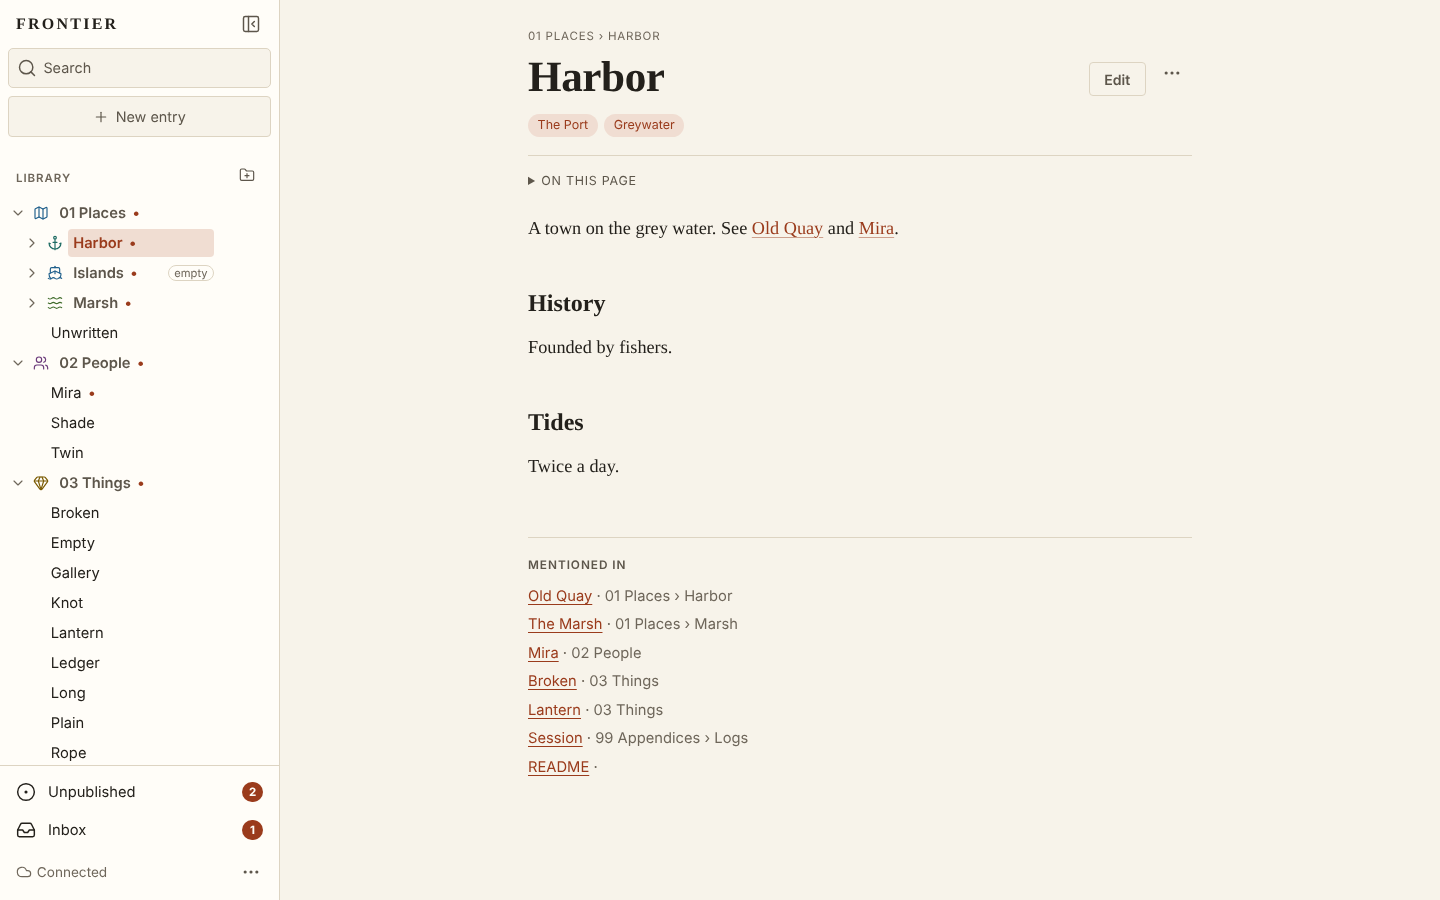 FRONTIER
Search
New entry
LIBRARY
01 Places •
Harbor •
Islands • empty
Marsh •
Unwritten
02 People •
Mira •
Shade
Twin
03 Things •
Broken
Empty
Gallery
Knot
Lantern
Ledger
Long
Plain
Rope
Unpublished 2
Inbox 1
Connected
01 PLACES › HARBOR
Harbor
Edit
The Port Greywater
ON THIS PAGE
A town on the grey water. See Old Quay and Mira.
History
Founded by fishers.
Tides
Twice a day.
MENTIONED IN
Old Quay · 01 Places › Harbor
The Marsh · 01 Places › Marsh
Mira · 02 People
Broken · 03 Things
Lantern · 03 Things
Session · 99 Appendices › Logs
README ·